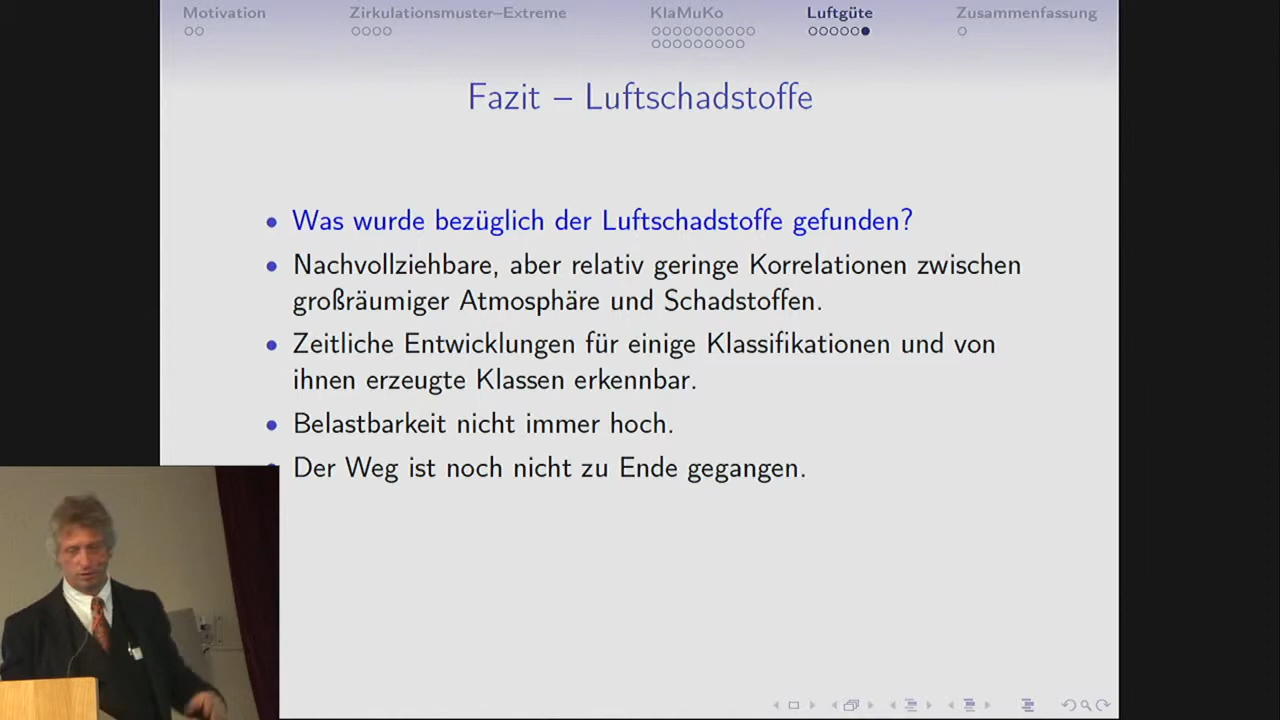 Motivation
Zirkulationsmuster–Extreme
KlaMuKo
Luftgüte
Zusammenfassung
Fazit – Luftschadstoffe
Was wurde bezüglich der Luftschadstoffe gefunden?
Nachvollziehbare, aber relativ geringe Korrelationen zwischen
großräumiger Atmosphäre und Schadstoffen.
Zeitliche Entwicklungen für einige Klassifikationen und von
ihnen erzeugte Klassen erkennbar.
Belastbarkeit nicht immer hoch.
Der Weg ist noch nicht zu Ende gegangen.